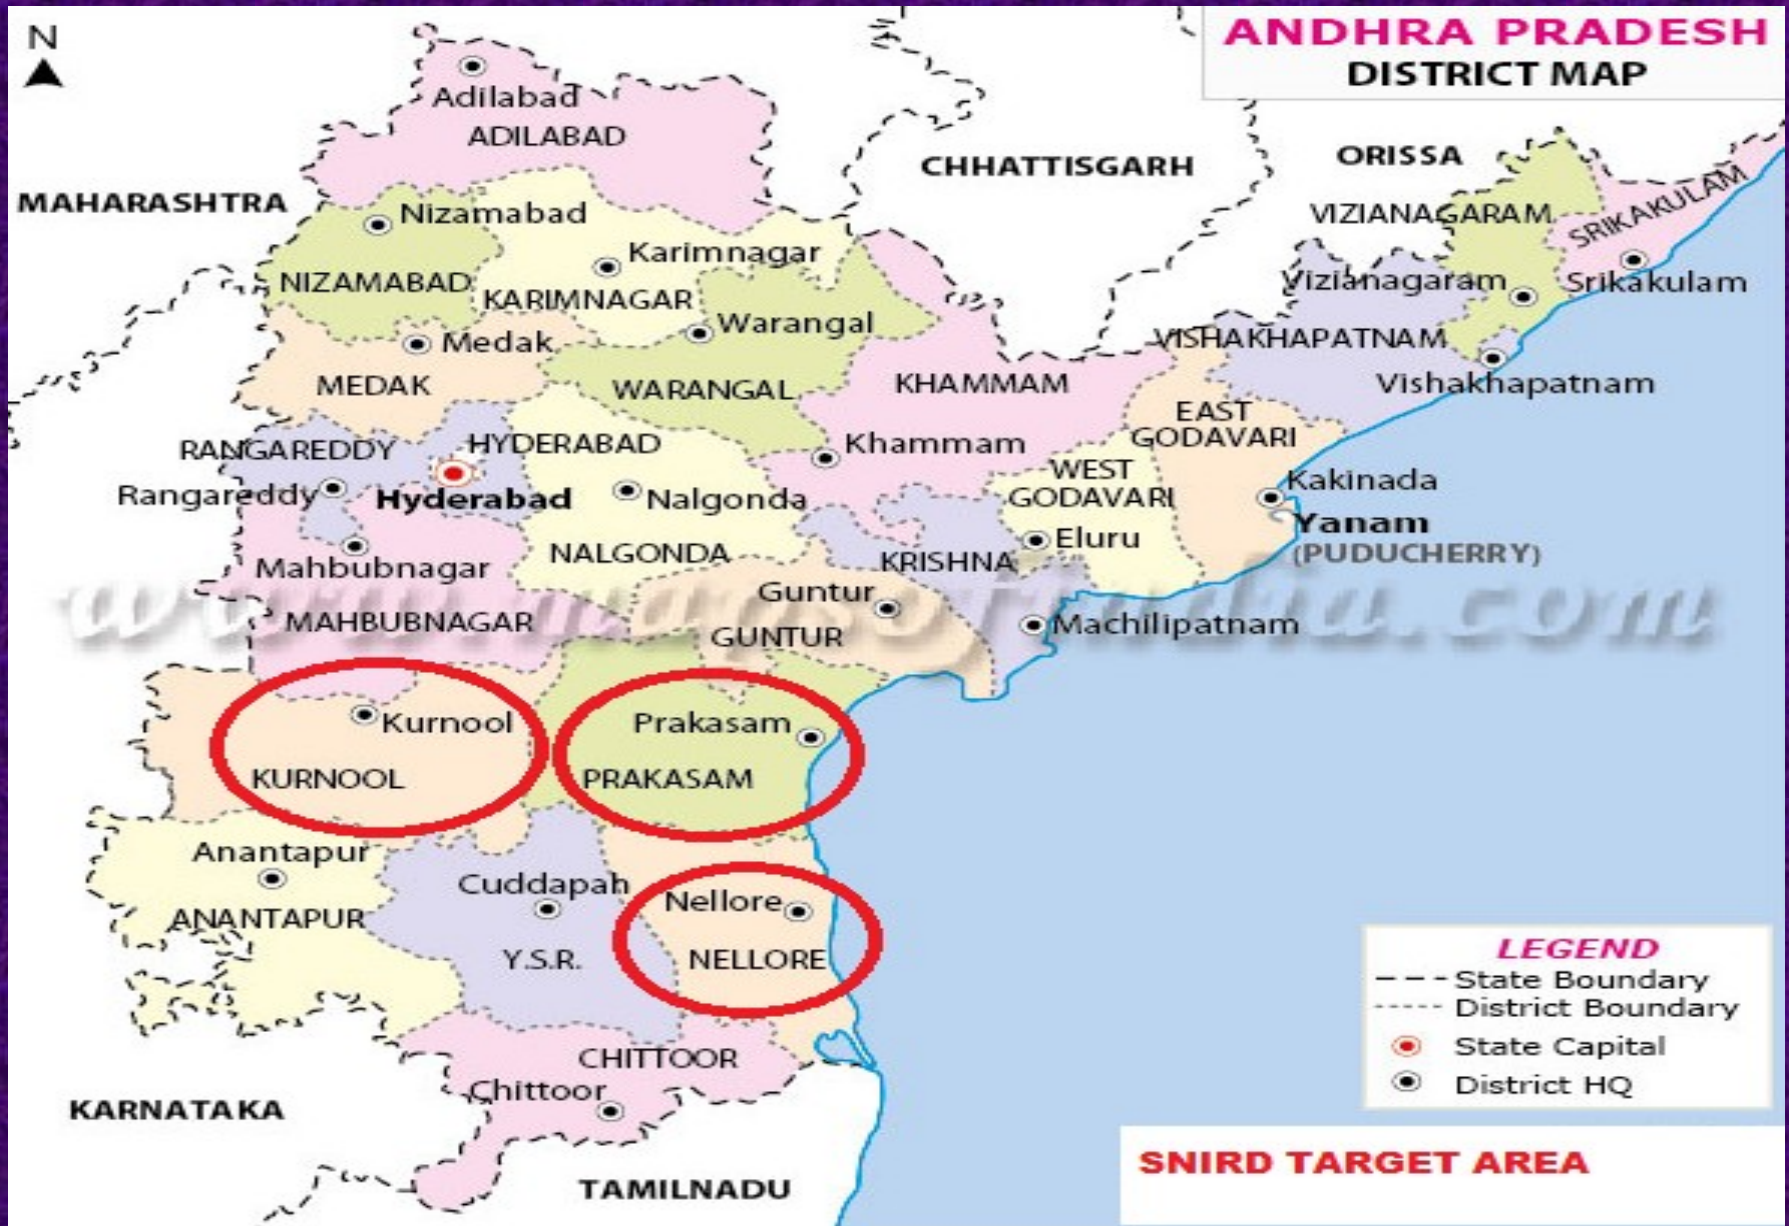 N
ANDHRA PRADESH
DISTRICT MAP
Adilabad
ADILABAD
CHHATTISGARH
ORISSA
MAHARASHTRA
Nizamabad
NIZAMABAD
Karimnagar
KARIMNAGAR
VIZIANAGARAM
SRIKAKULAM
Vizianagaram
Srikakulam
Medak
MEDAK
Warangal
WARANGAL
KHAMMAM
VISHAKHAPATNAM
Vishakhapatnam
RANGAREDDY
HYDERABAD
Khammam
EAST
GODAVARI
WEST
GODAVARI
Rangareddy
Hyderabad
Nalgonda
Kakinada
Yanam
(PUDUCHERRY)
Eluru
NALGONDA
KRISHNA
Mahbubnagar
MAHBUBNAGAR
Guntur
GUNTUR
Machilipatnam
www.mapsofindia.com
Kurnool
KURNOOL
Prakasam
PRAKASAM
Anantapur
ANANTAPUR
Cuddapah
Y.S.R.
Nellore
NELLORE
CHITTOOR
Chittoor
KARNATAKA
TAMILNADU
LEGEND
State Boundary
District Boundary
State Capital
District HQ
SNIRD TARGET AREA